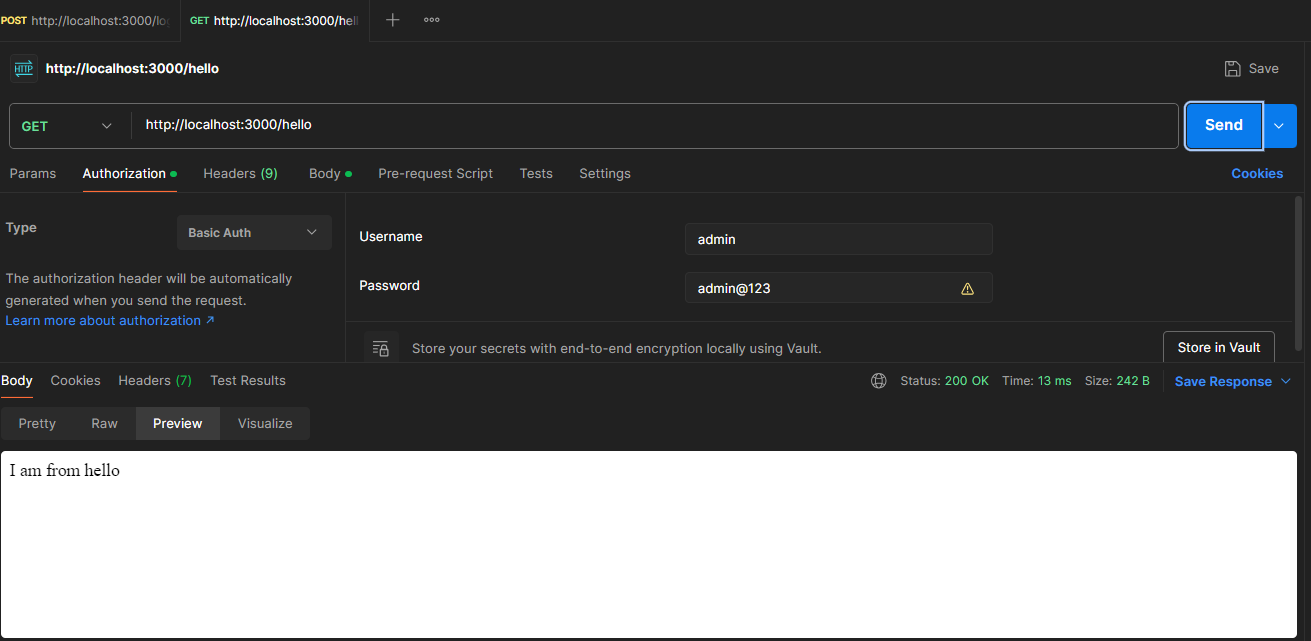 POST http://localhost:3000/lo GET http://localhost:3000/hel
HTTP http://localhost:3000/hello Save
GET http://localhost:3000/hello Send
Params Authorization Headers (9) Body Pre-request Script Tests Settings Cookies
Type Basic Auth
The authorization header will be automatically
generated when you send the request.
Learn more about authorization ↗
Username admin
Password admin@123
Store your secrets with end-to-end encryption locally using Vault. Store in Vault
Body Cookies Headers (7) Test Results Status: 200 OK Time: 13 ms Size: 242 B Save Response
Pretty Raw Preview Visualize
I am from hello